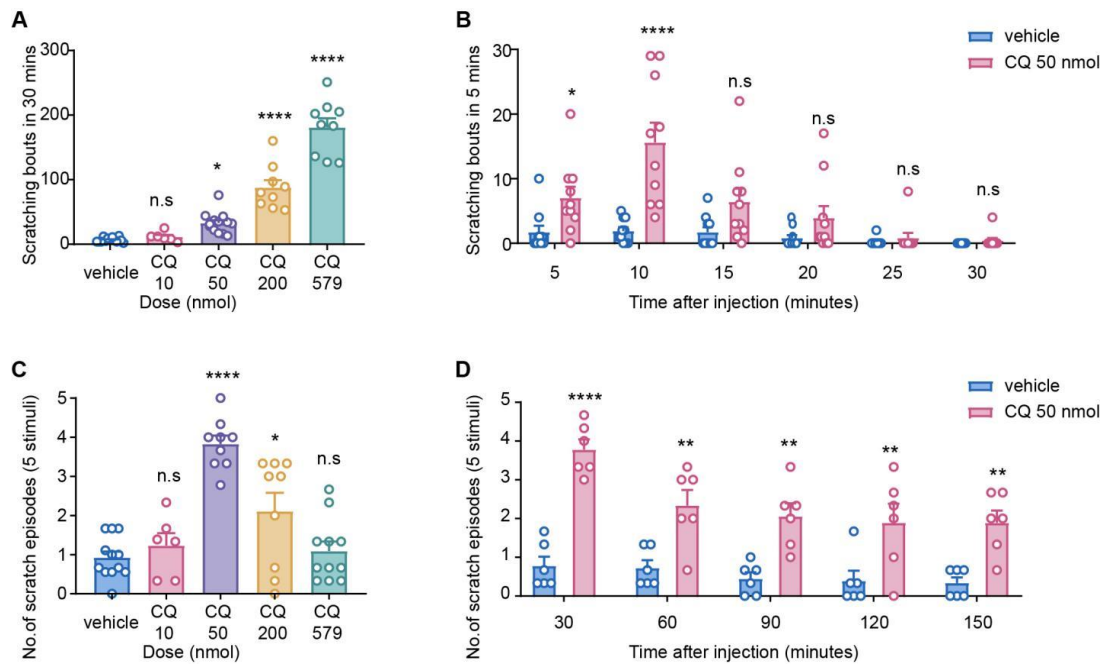 A
Scratching bouts in 30 mins
300
200
100
0
n.s
*
****
****
vehicle
CQ
10
CQ
50
CQ
200
CQ
579
Dose (nmol)
B
Scratching bouts in 5 mins
30
20
10
0
*
****
n.s
n.s
n.s
n.s
5
10
15
20
25
30
Time after injection (minutes)
vehicle
CQ 50 nmol
C
No.of scratch episodes (5 stimuli)
5
4
3
2
1
0
n.s
****
*
n.s
vehicle
CQ
10
CQ
50
CQ
200
CQ
579
Dose (nmol)
D
No.of scratch episodes (5 stimuli)
5
4
3
2
1
0
****
**
**
**
**
30
60
90
120
150
Time after injection (minutes)
vehicle
CQ 50 nmol